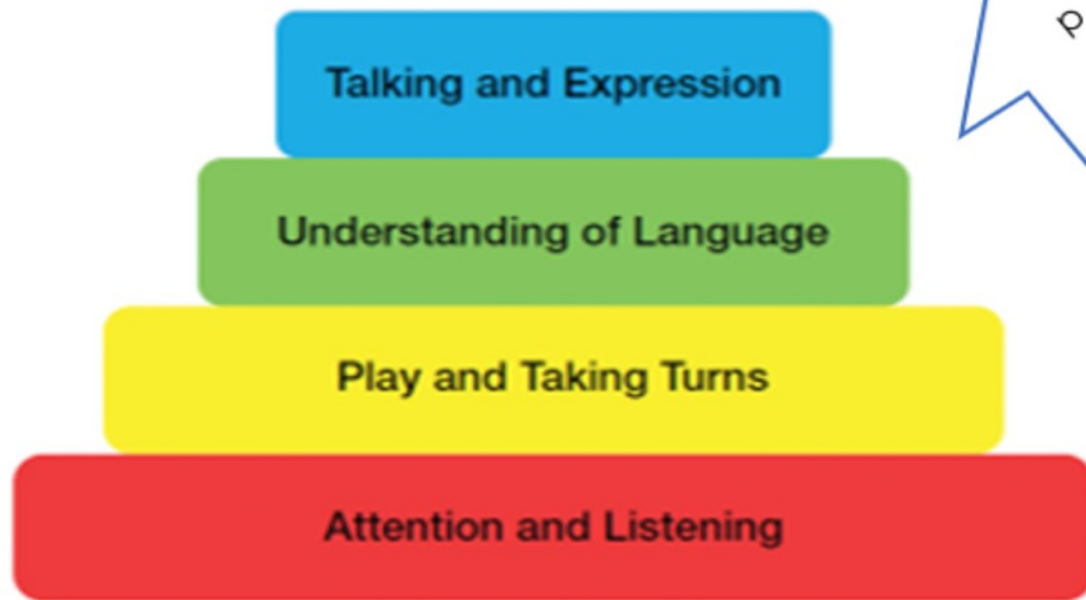 Talking and Expression
Understanding of Language
Play and Taking Turns
Attention and Listening